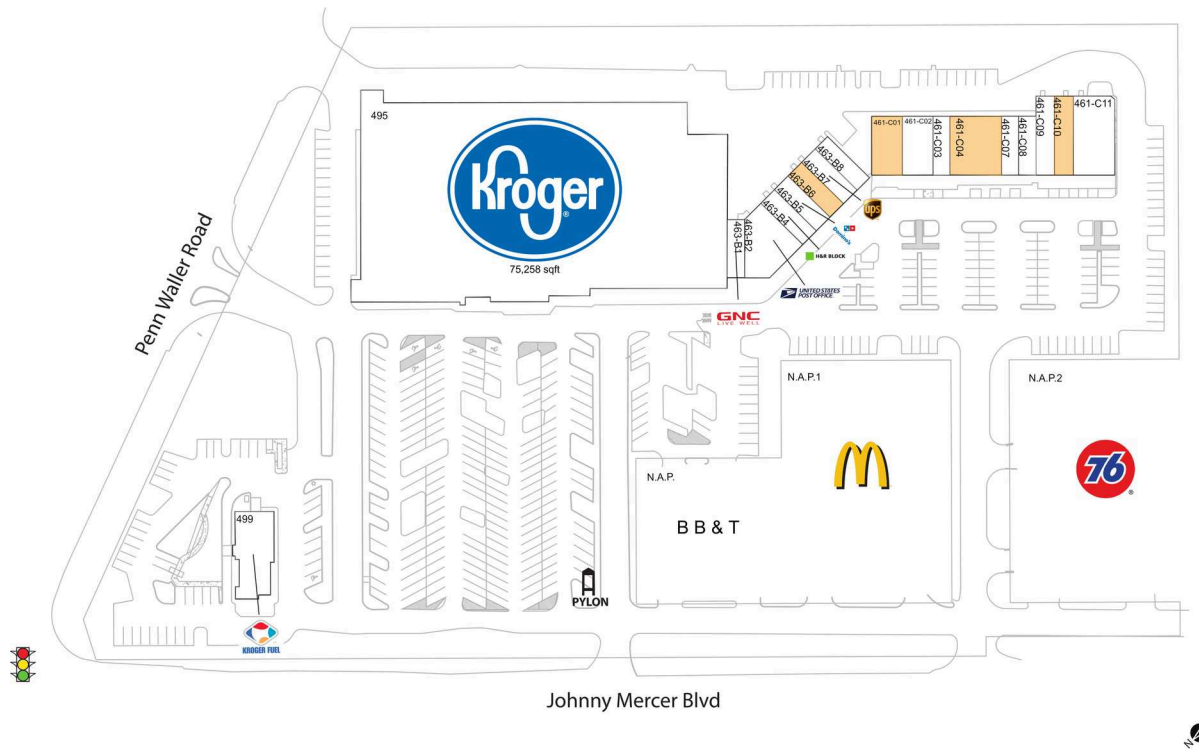 495
Kroger
®
75,258 sqft
Penn Waller Road
463-B1
463-B2
463-B4
463-B5
463-B6
463-B7
463-B8
461-C01
461-C02
461-C03
461-C04
461-C07
461-C08
461-C09
461-C10
461-C11
ups
Domino's
H&R BLOCK
UNITED STATES
POST OFFICE
GNC
LIVE WELL
N.A.P.1
N.A.P.2
76
®
N.A.P.
B B & T
499
KROGER FUEL
PYLON
Johnny Mercer Blvd
N